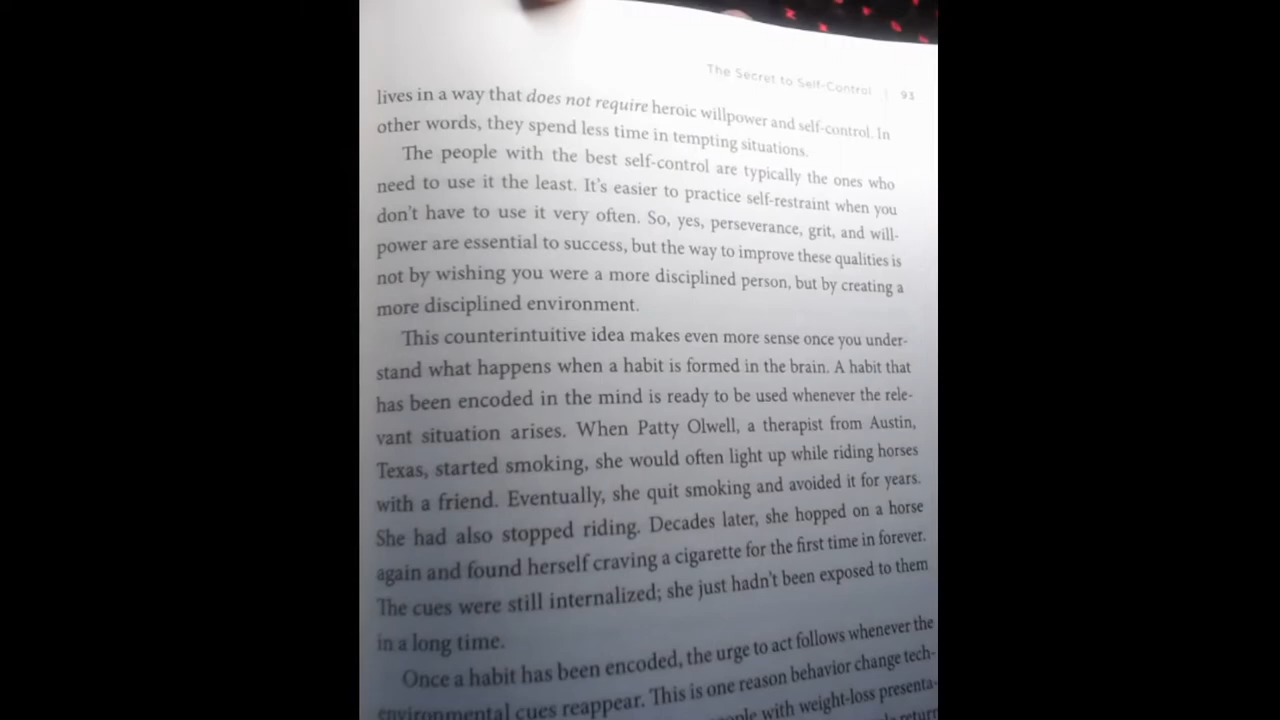 The Secret to Self-Control | 93
lives in a way that does not require heroic willpower and self-control. In
other words, they spend less time in tempting situations.
The people with the best self-control are typically the ones who
need to use it the least. It's easier to practice self-restraint when you
don't have to use it very often. So, yes, perseverance, grit, and will-
power are essential to success, but the way to improve these qualities is
not by wishing you were a more disciplined person, but by creating a
more disciplined environment.
This counterintuitive idea makes even more sense once you under-
stand what happens when a habit is formed in the brain. A habit that
has been encoded in the mind is ready to be used whenever the rele-
vant situation arises. When Patty Olwell, a therapist from Austin,
Texas, started smoking, she would often light up while riding horses
with a friend. Eventually, she quit smoking and avoided it for years.
She had also stopped riding. Decades later, she hopped on a horse
again and found herself craving a cigarette for the first time in forever.
The cues were still internalized; she just hadn't been exposed to them
in a long time.
Once a habit has been encoded, the urge to act follows whenever the
environmental cues reappear. This is one reason behavior change tech-
with weight-loss presenta-
return